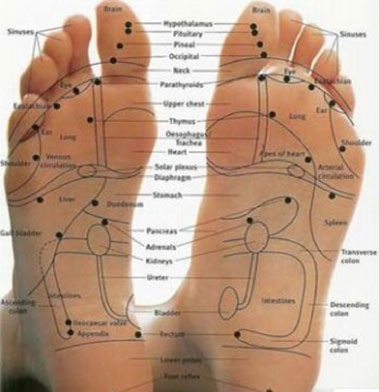 Brain
Brain
Hypothalamus
Pituitary
Sinuses
Sinuses
Pineal
Occipital
Neck
Eye
Eye
Parathyroids
Eustachian
Eustachian
Upper chest
Ear
Ear
Thymus
Lung
Lung
Oesophagus
Trachea
Shoulder
Heart
Apex of heart
Shoulder
Venous
circulation
Solar plexus
Diaphragm
Arterial
circulation
Liver
Stomach
Duodenum
Spleen
Gall bladder
Pancreas
Adrenals
Kidneys
Transverse
colon
Ureter
Ascending
colon
Intestines
Intestines
Bladder
Descending
colon
Ileocaecal valve
Appendix
Rectum
Sigmoid
colon
Lower pelvis